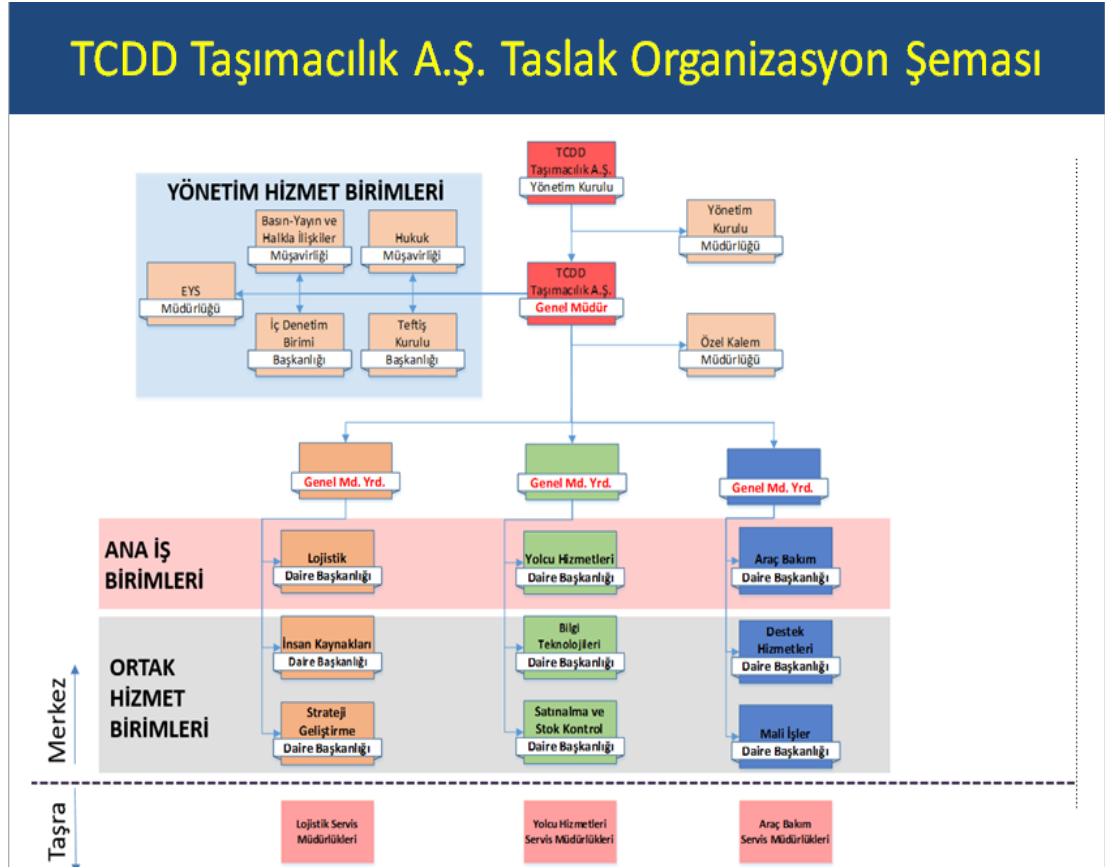 TCDD Taşımacılık A.Ş. Taslak Organizasyon Şeması
TCDD
Taşımacılık A.Ş.
Yönetim Kurulu
YÖNETİM HİZMET BİRİMLERİ
Basın-Yayın ve
Halkla İlişkiler
Müşavirliği
Hukuk
Müşavirliği
Yönetim
Kurulu
Müdürlüğü
EYS
Müdürlüğü
TCDD
Taşımacılık A.Ş.
Genel Müdür
İç Denetim
Birimi
Başkanlığı
Teftiş
Kurulu
Başkanlığı
Özel Kalem
Müdürlüğü
Genel Md. Yrd.
Genel Md. Yrd.
Genel Md. Yrd.
ANA İŞ
BİRİMLERİ
Lojistik
Daire Başkanlığı
Yolcu Hizmetleri
Daire Başkanlığı
Araç Bakım
Daire Başkanlığı
ORTAK
HİZMET
BİRİMLERİ
İnsan Kaynakları
Daire Başkanlığı
Bilgi
Teknolojileri
Daire Başkanlığı
Destek
Hizmetleri
Daire Başkanlığı
Strateji
Geliştirme
Daire Başkanlığı
Satınalma ve
Stok Kontrol
Daire Başkanlığı
Mali İşler
Daire Başkanlığı
Merkez
Taşra
Lojistik Servis
Müdürlükleri
Yolcu Hizmetleri
Servis Müdürlükleri
Araç Bakım
Servis Müdürlükleri